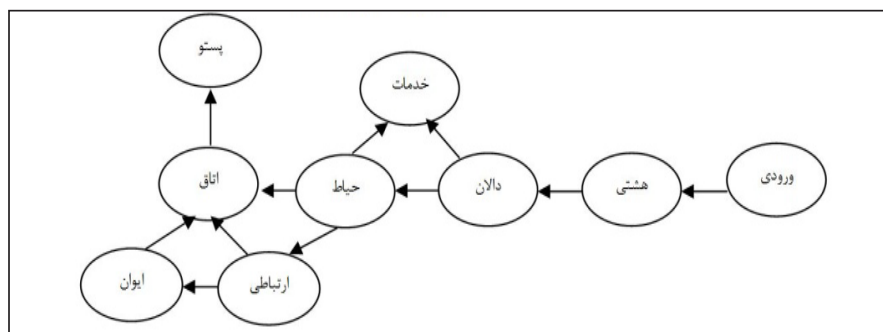 پستو
خدمات
ورودی
هشتی
دالان
حیاط
اتاق
ارتباطی
ایوان